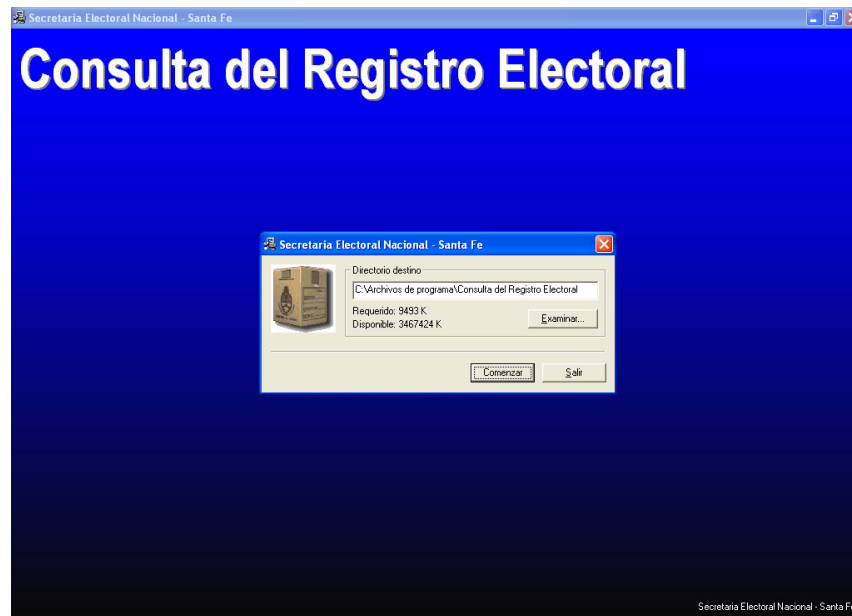 Secretaria Electoral Nacional - Santa Fe
Consulta del Registro Electoral
Secretaria Electoral Nacional - Santa Fe
Directorio destino
C:\Archivos de programa\Consulta del Registro Electoral
Requerido: 9493 K
Disponible: 3467424 K
Examinar...
Comenzar
Salir
Secretaria Electoral Nacional - Santa Fe